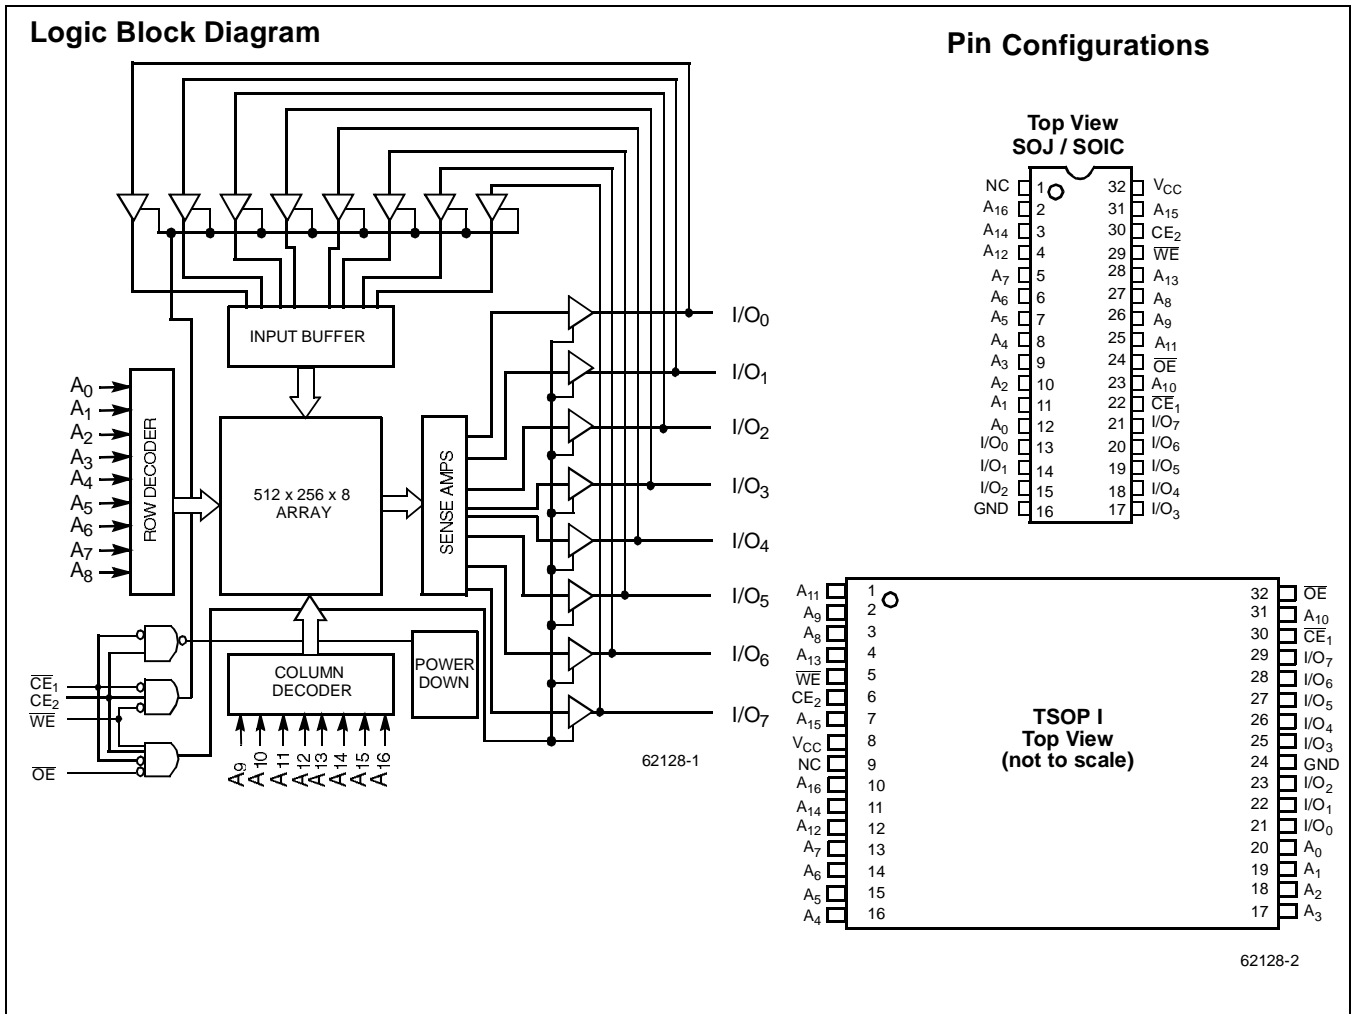 Logic Block Diagram
INPUT BUFFER
A0
A1
A2
A3
A4
A5
A6
A7
A8
ROW DECODER
512 x 256 x 8
ARRAY
SENSE AMPS
I/O0
I/O1
I/O2
I/O3
I/O4
I/O5
I/O6
I/O7
C̅E̅1
CE2
W̅E̅
O̅E̅
COLUMN
DECODER
POWER
DOWN
A9
A10
A11
A12
A13
A14
A15
A16
62128-1
Pin Configurations
Top View
SOJ / SOIC
NC 1 32 VCC
A16 2 31 A15
A14 3 30 CE2
A12 4 29 W̅E̅
A7 5 28 A13
A6 6 27 A8
A5 7 26 A9
A4 8 25 A11
A3 9 24 O̅E̅
A2 10 23 A10
A1 11 22 C̅E̅1
A0 12 21 I/O7
I/O0 13 20 I/O6
I/O1 14 19 I/O5
I/O2 15 18 I/O4
GND 16 17 I/O3
A11 1 32 O̅E̅
A9 2 31 A10
A8 3 30 C̅E̅1
A13 4 29 I/O7
W̅E̅ 5 28 I/O6
CE2 6 27 I/O5
A15 7 26 I/O4
VCC 8 25 I/O3
NC 9 24 GND
A16 10 23 I/O2
A14 11 22 I/O1
A12 12 21 I/O0
A7 13 20 A0
A6 14 19 A1
A5 15 18 A2
A4 16 17 A3
TSOP I
Top View
(not to scale)
62128-2